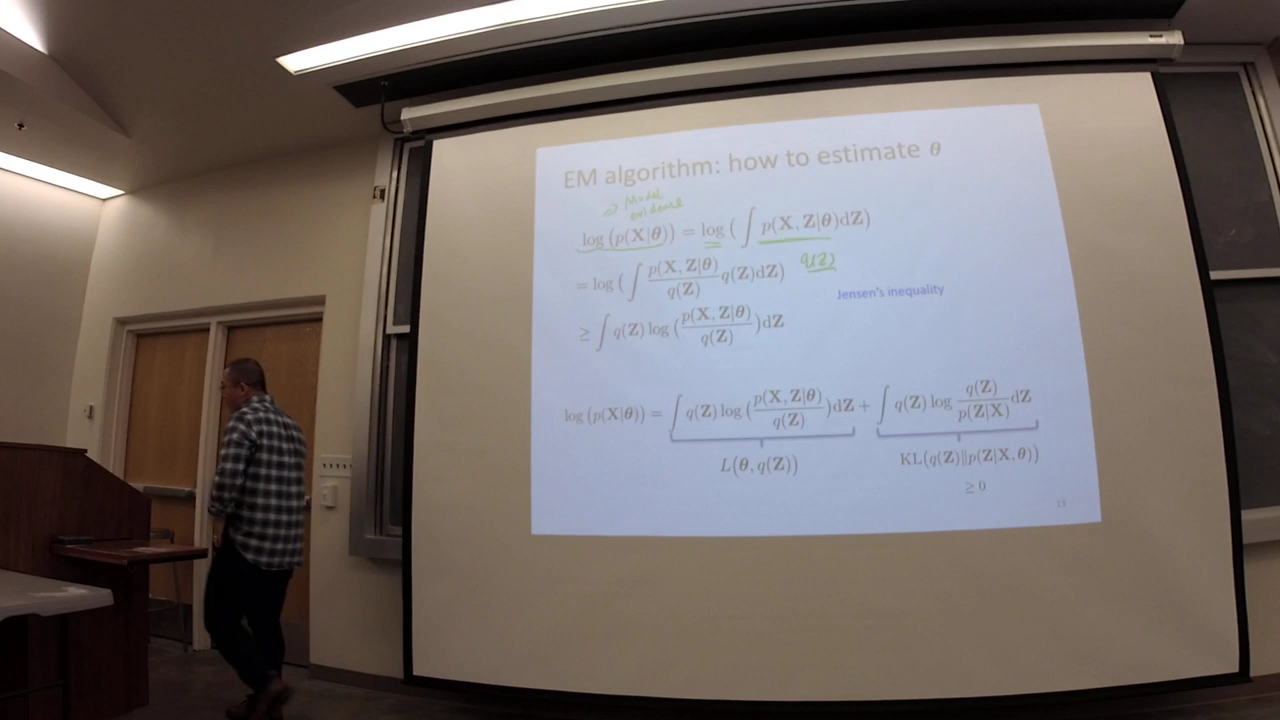 EM algorithm: how to estimate θ
⇒ Model
evidence
log (p(X|θ)) = log ( ∫ p(X, Z|θ)dZ)
= log ( ∫ p(X, Z|θ) / q(Z) q(Z)dZ) q(Z)
Jensen's inequality
≥ ∫ q(Z) log ( p(X, Z|θ) / q(Z) )dZ
log (p(X|θ)) = ∫ q(Z) log ( p(X, Z|θ) / q(Z) )dZ + ∫ q(Z) log q(Z) / p(Z|X) dZ
L(θ, q(Z)) KL(q(Z)||p(Z|X, θ))
≥ 0
13